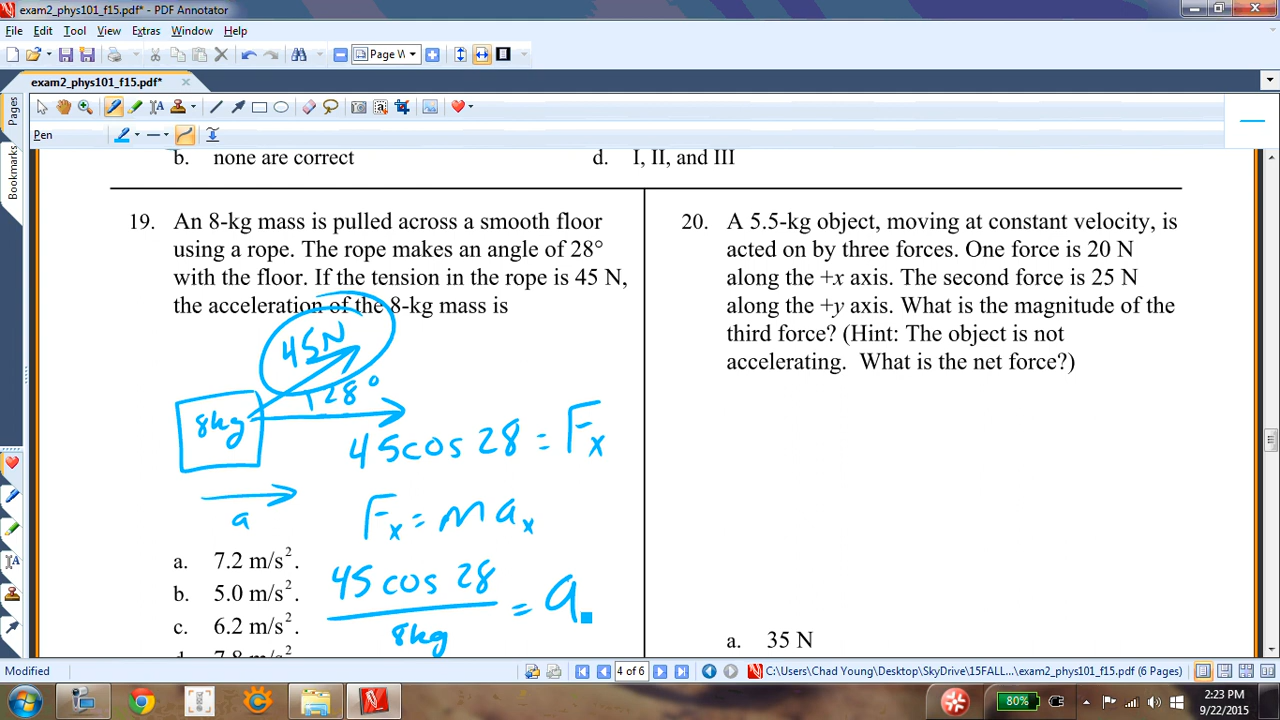 exam2_phys101_f15.pdf* - PDF Annotator
File Edit Tool View Extras Window Help
Page W
exam2_phys101_f15.pdf*
Pen
Pages
Bookmarks
b. none are correct
d. I, II, and III
19. An 8-kg mass is pulled across a smooth floor
using a rope. The rope makes an angle of 28°
with the floor. If the tension in the rope is 45 N,
the acceleration of the 8-kg mass is
45N
28°
8kg
45cos 28 = Fx
a
Fx = max
a. 7.2 m/s².
b. 5.0 m/s².
c. 6.2 m/s².
45 cos 28
8kg
= a
20. A 5.5-kg object, moving at constant velocity, is
acted on by three forces. One force is 20 N
along the +x axis. The second force is 25 N
along the +y axis. What is the magnitude of the
third force? (Hint: The object is not
accelerating. What is the net force?)
a. 35 N
Modified
4 of 6
C:\Users\Chad Young\Desktop\SkyDrive\15FALL...\exam2_phys101_f15.pdf (6 Pages)
80%
2:23 PM
9/22/2015